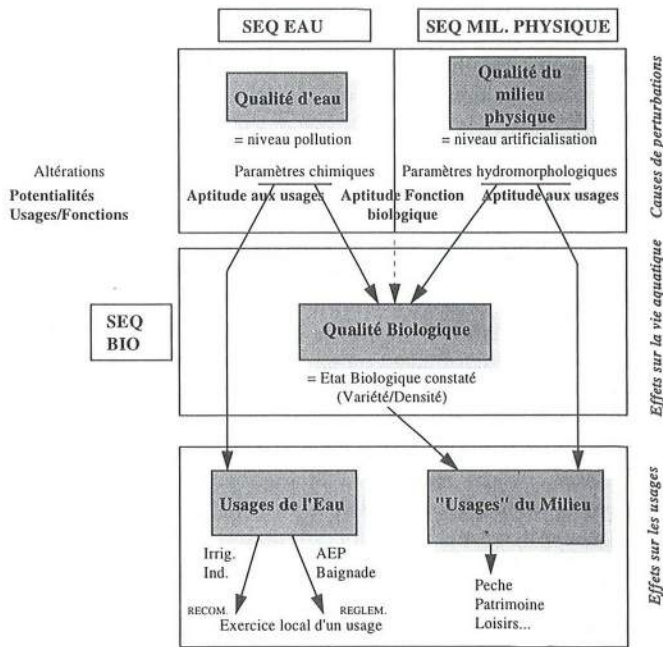 SEQ EAU
SEQ MIL. PHYSIQUE
Qualité d'eau
= niveau pollution
Qualité du
milieu
physique
= niveau artificialisation
Altérations
Paramètres chimiques
Paramètres hydromorphologiques
Potentialités
Usages/Fonctions
Aptitude aux usages
Aptitude Fonction
biologique
Aptitude aux usages
Causes de perturbations
SEQ
BIO
Qualité Biologique
= Etat Biologique constaté
(Variété/Densité)
Effets sur la vie aquatique
Usages de l'Eau
"Usages" du Milieu
Irrig.
Ind.
AEP
Baignade
RECOM.
REGLEM.
Exercice local d'un usage
Peche
Patrimoine
Loisirs...
Effets sur les usages